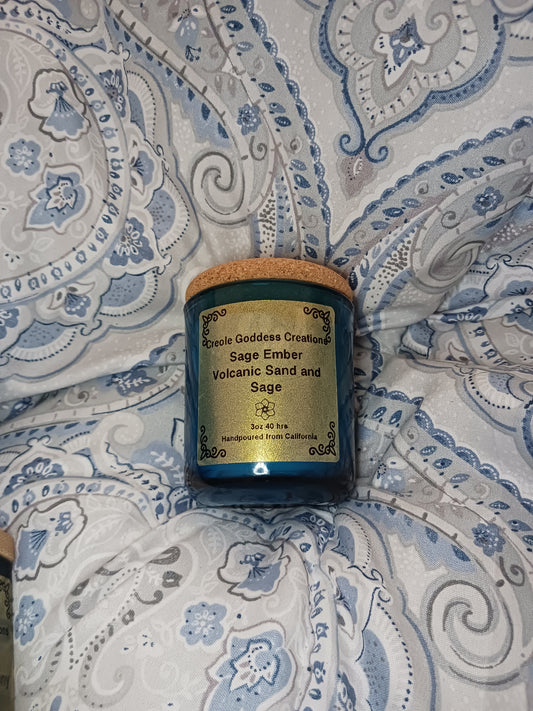 Creole Goddess Creations
Sage Ember
Volcanic Sand and
Sage
3oz 40 hrs
Handpoured from California